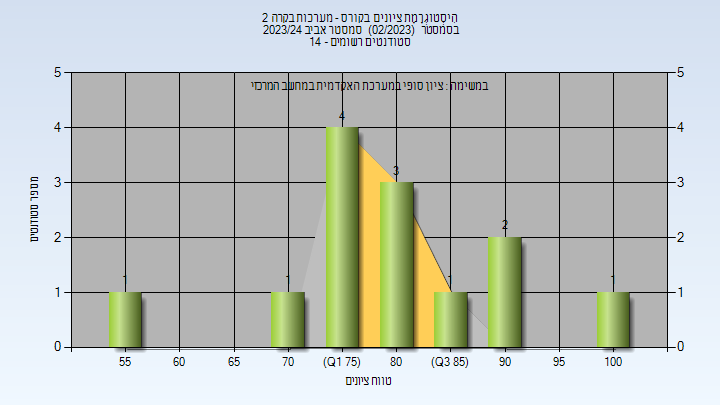 היסטוגרמת ציונים בקורס - מערכות בקרה 2
בסמסטר (02/2023) סמסטר אביב 2023/24
סטודנטים רשומים - 14
במשימה : ציון סופי במערכת האקדמית במחשב המרכזי
5 5
4 4 4
3 3 3
2 2 2
1 1 1 1 1 1
0 0
מספר סטודנטים
55 60 65 70 (Q1 75) 80 (Q3 85) 90 95 100
טווח ציונים